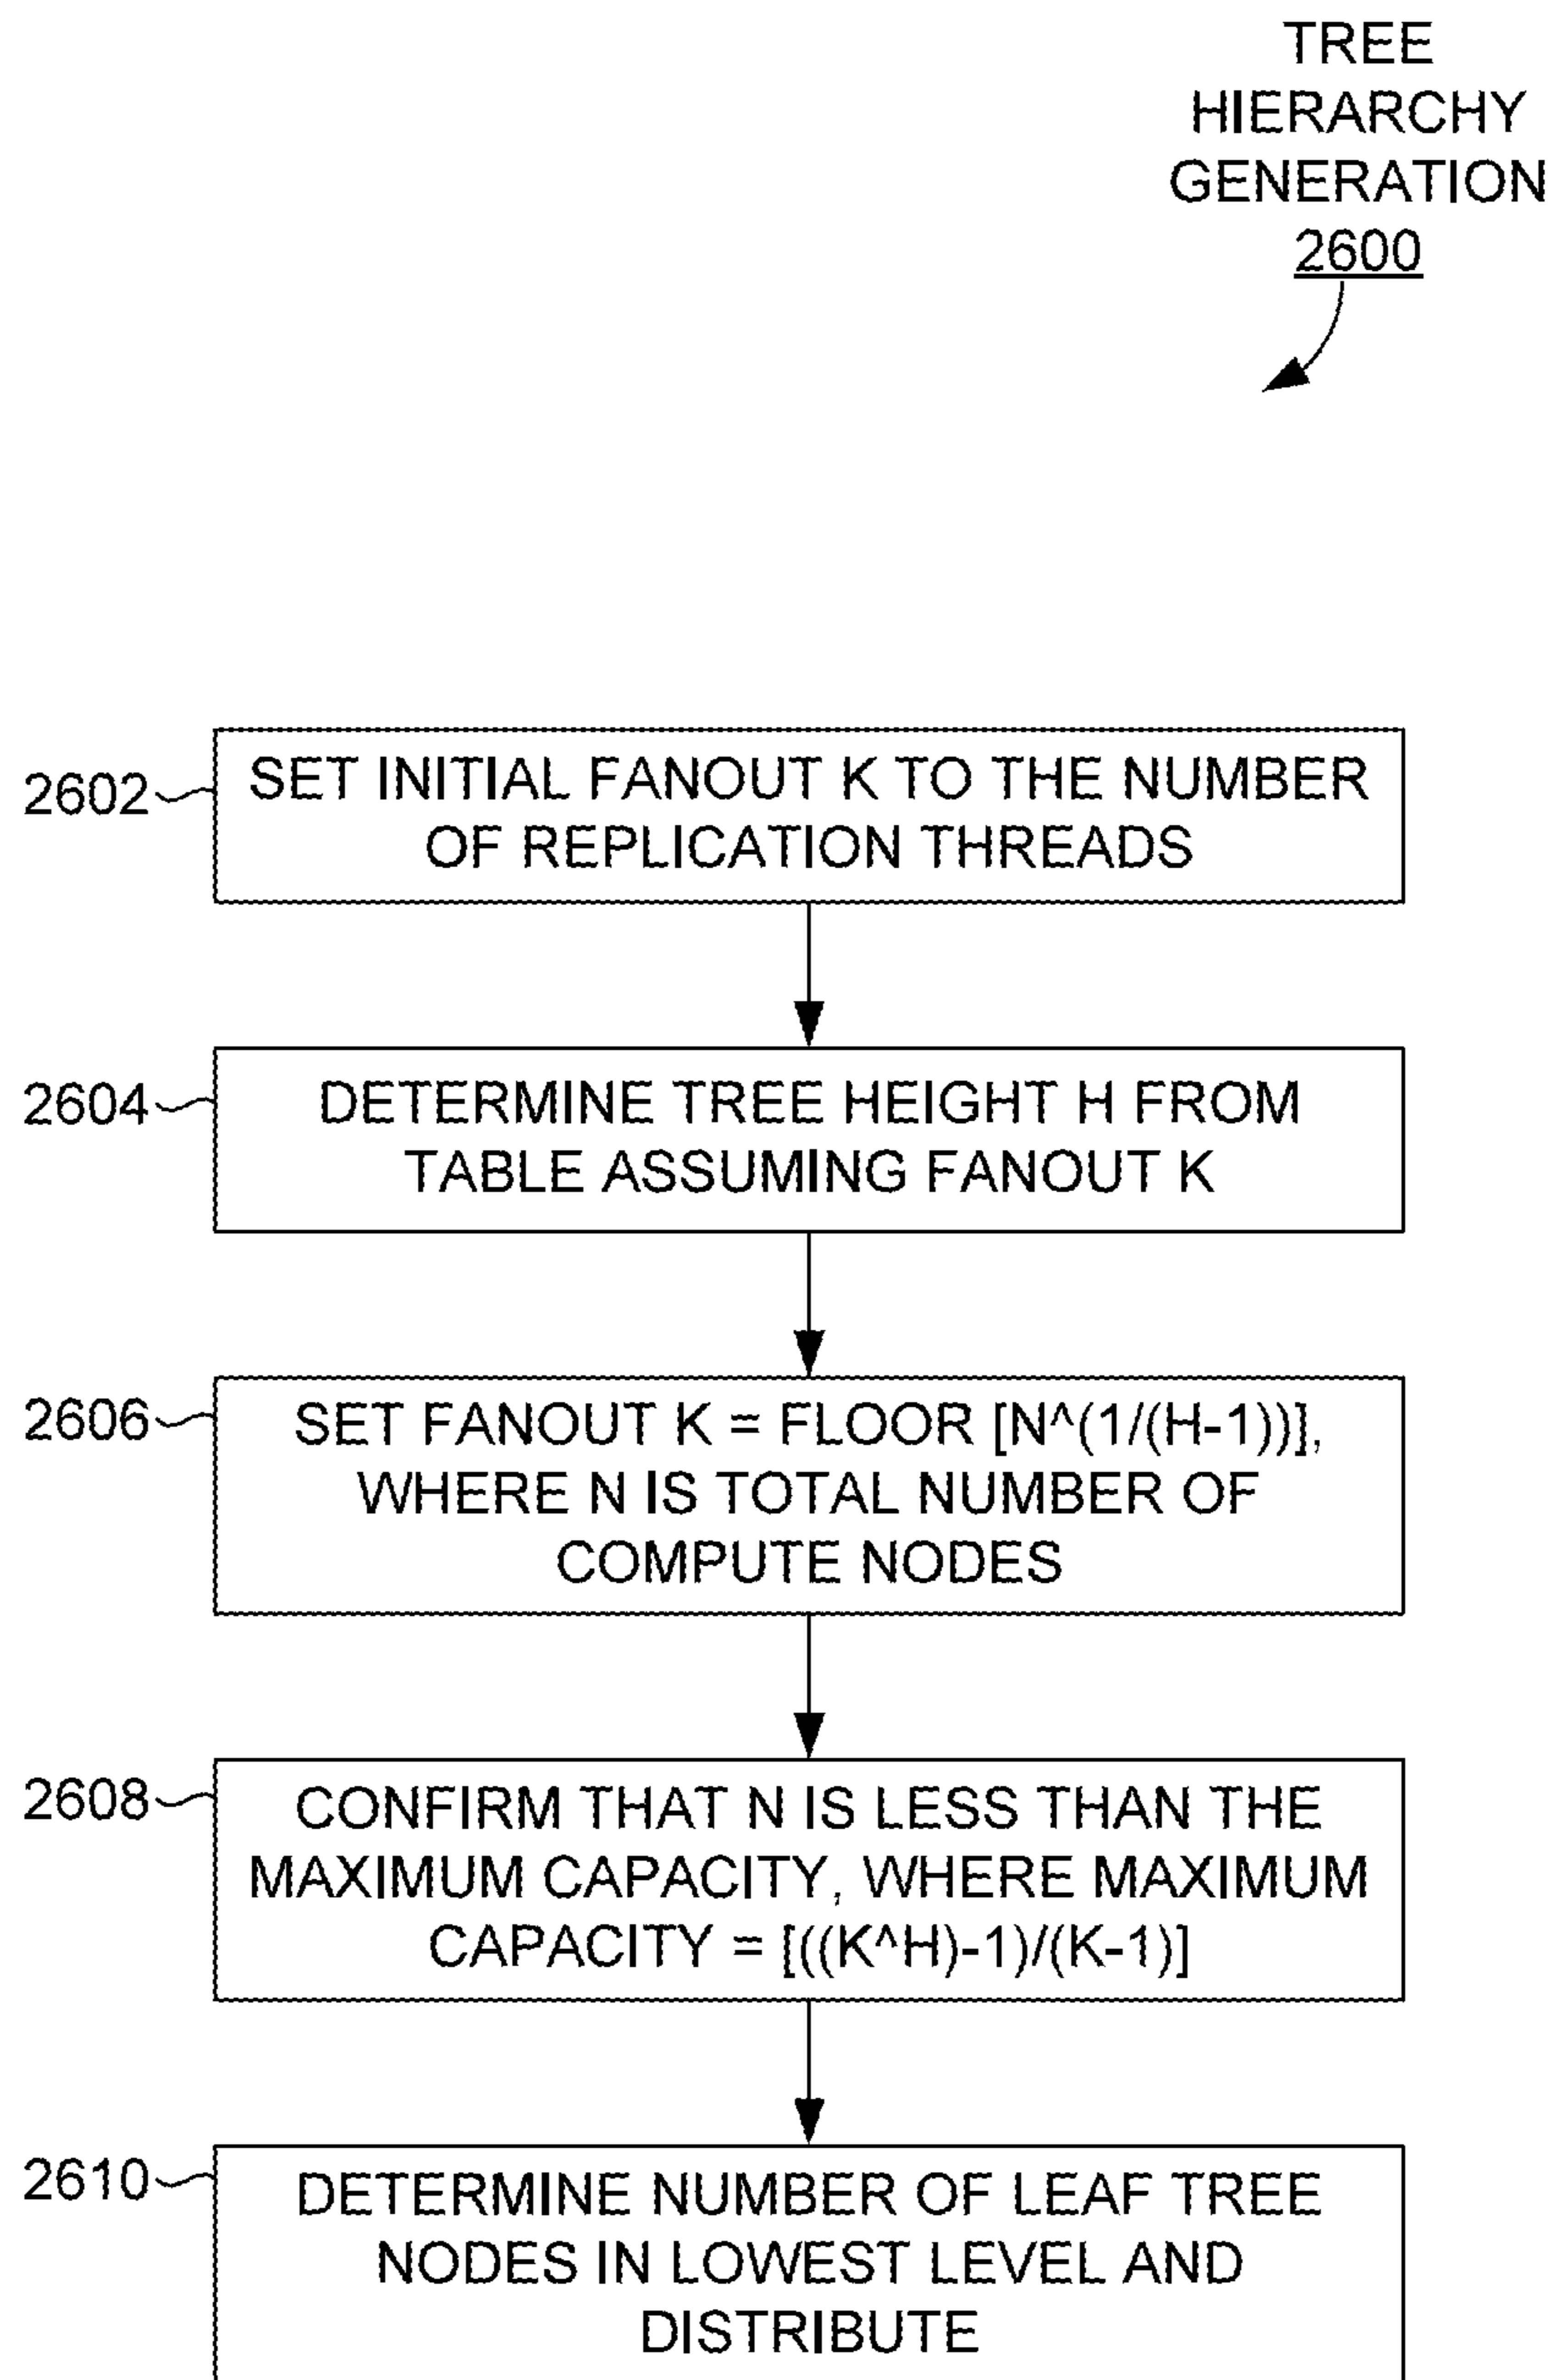 TREE
HIERARCHY
GENERATION
2600
2602
SET INITIAL FANOUT K TO THE NUMBER
OF REPLICATION THREADS
2604
DETERMINE TREE HEIGHT H FROM
TABLE ASSUMING FANOUT K
2606
SET FANOUT K = FLOOR [N^(1/(H-1))],
WHERE N IS TOTAL NUMBER OF
COMPUTE NODES
2608
CONFIRM THAT N IS LESS THAN THE
MAXIMUM CAPACITY, WHERE MAXIMUM
CAPACITY = [((K^H)-1)/(K-1)]
2610
DETERMINE NUMBER OF LEAF TREE
NODES IN LOWEST LEVEL AND
DISTRIBUTE